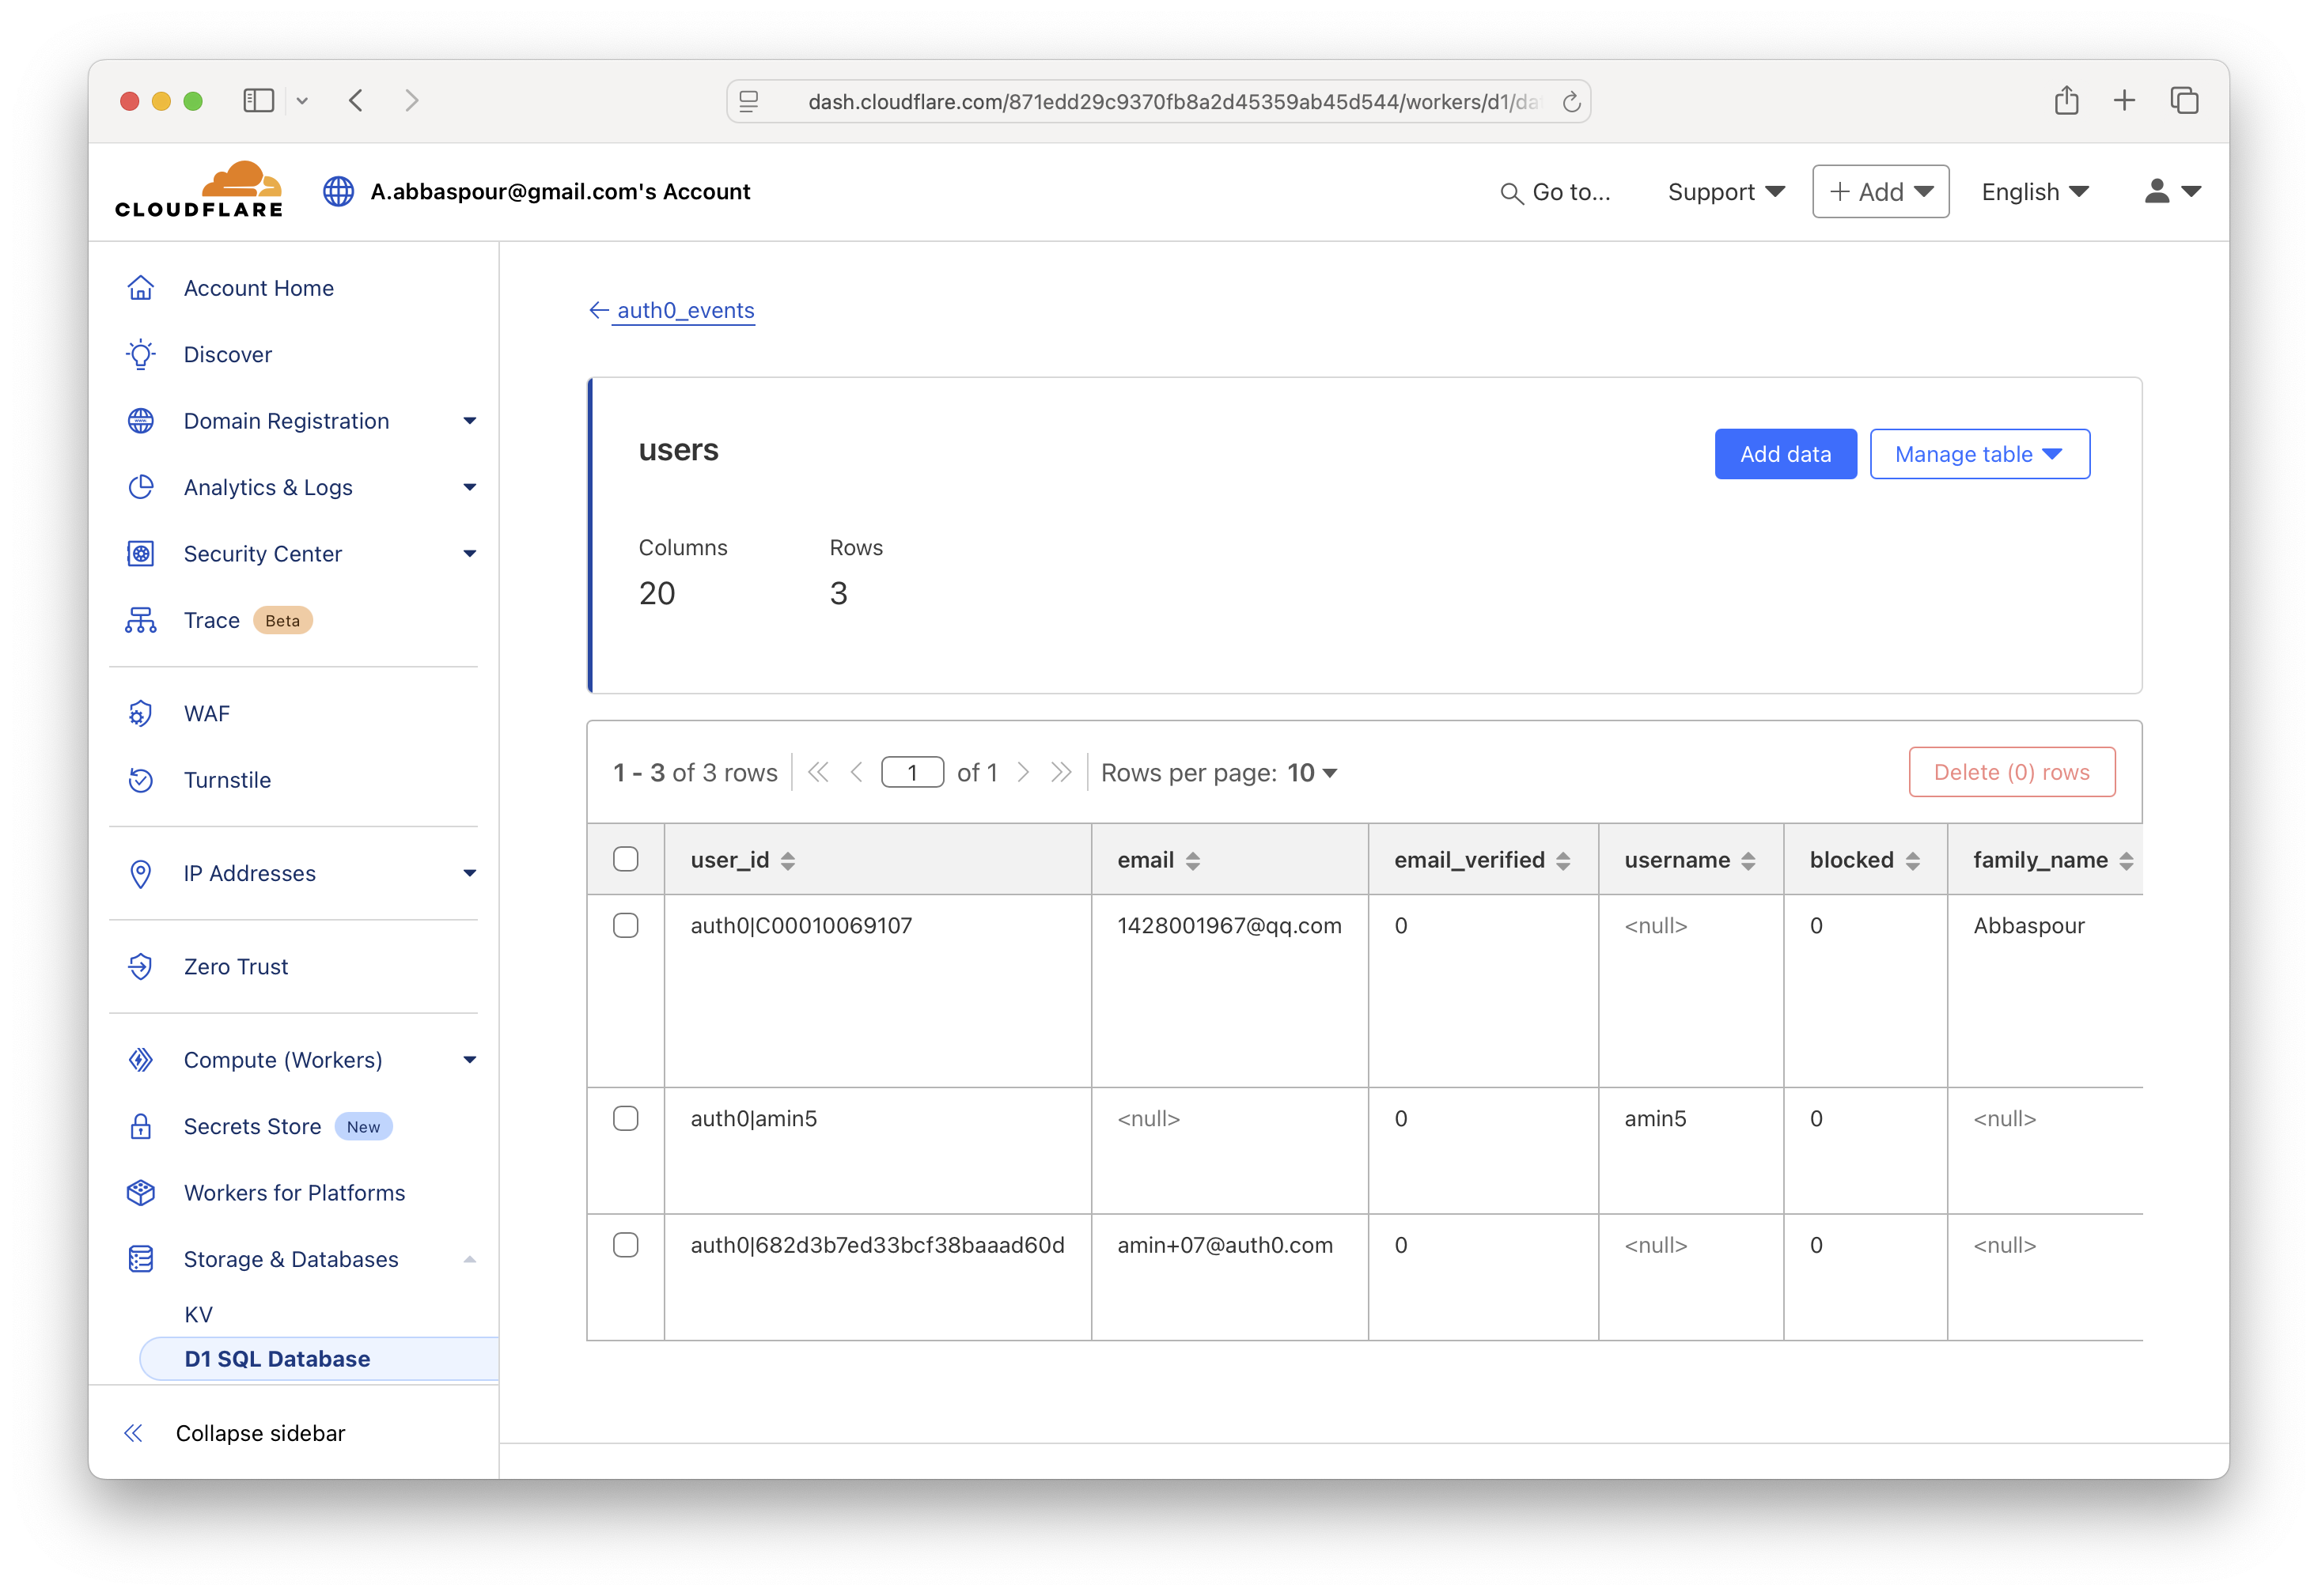 dash.cloudflare.com/871edd29c9370fb8a2d45359ab45d544/workers/d1/da
CLOUDFLARE
A.abbaspour@gmail.com's Account
Go to...
Support
+ Add
English
Account Home
Discover
Domain Registration
Analytics & Logs
Security Center
Trace Beta
WAF
Turnstile
IP Addresses
Zero Trust
Compute (Workers)
Secrets Store New
Workers for Platforms
Storage & Databases
KV
D1 SQL Database
Collapse sidebar
← auth0_events
users
Add data
Manage table
Columns Rows
20 3
1 - 3 of 3 rows 1 of 1 Rows per page: 10
Delete (0) rows
user_id email email_verified username blocked family_name
auth0|C00010069107 1428001967@qq.com 0 <null> 0 Abbaspour
auth0|amin5 <null> 0 amin5 0 <null>
auth0|682d3b7ed33bcf38baaad60d amin+07@auth0.com 0 <null> 0 <null>